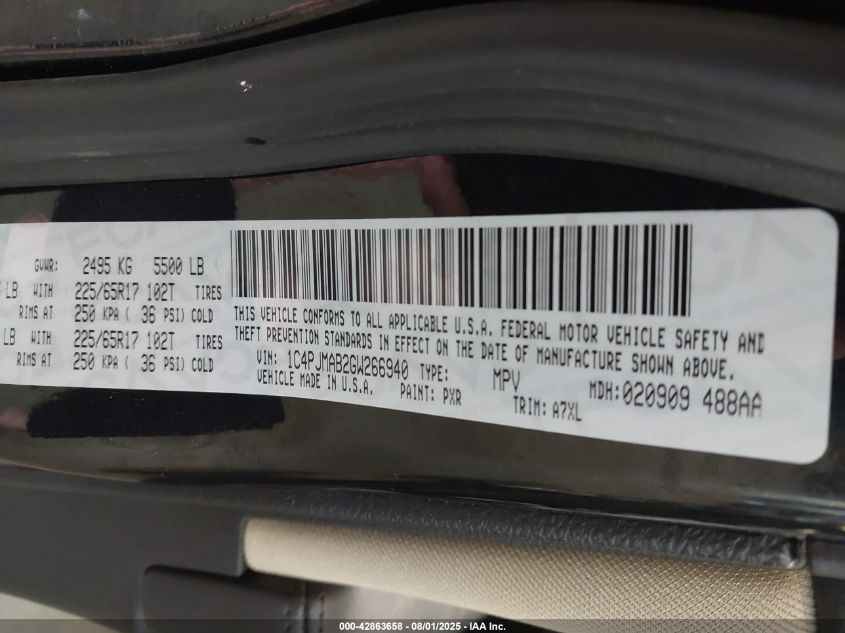 GVWR: 2495 KG 5500 LB
LB WITH 225/65R17 102T TIRES
RIMS AT 250 KPA ( 36 PSI) COLD
LB WITH 225/65R17 102T TIRES
RIMS AT 250 KPA ( 36 PSI) COLD
THIS VEHICLE CONFORMS TO ALL APPLICABLE U.S.A. FEDERAL MOTOR VEHICLE SAFETY AND
THEFT PREVENTION STANDARDS IN EFFECT ON THE DATE OF MANUFACTURE SHOWN ABOVE.
VIN: 1C4PJMAB2GW266940 TYPE: MPV MDH:020909 488AA
VEHICLE MADE IN U.S.A. PAINT: PXR TRIM: A7XL
000-42863658 - 08/01/2025 - IAA Inc.